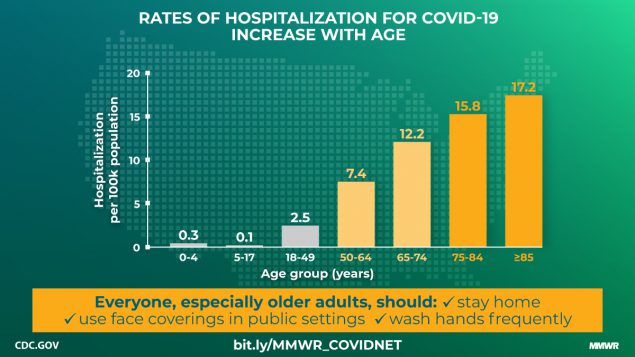 RATES OF HOSPITALIZATION FOR COVID-19
INCREASE WITH AGE
Hospitalization
per 100k population
20
15
10
5
0
0.3
0.1
2.5
7.4
12.2
15.8
17.2
0-4
5-17
18-49
50-64
65-74
75-84
≥85
Age group (years)
Everyone, especially older adults, should: ✓stay home
✓use face coverings in public settings ✓wash hands frequently
CDC.GOV
bit.ly/MMWR_COVIDNET
MMWR